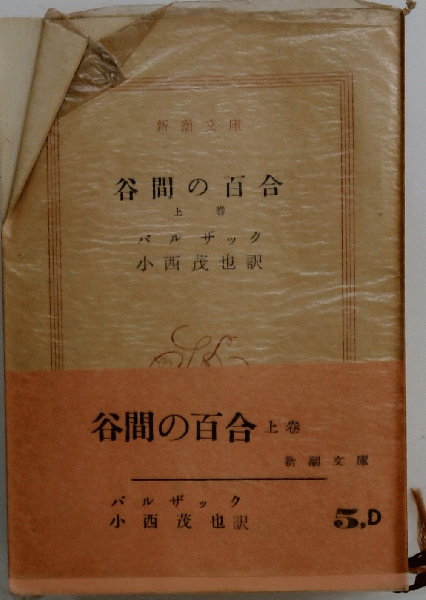 新潮文庫
谷間の百合
上巻
バルザック
小西茂也訳
谷間の百合 上巻
新潮文庫
バルザック
小西茂也訳
5,D